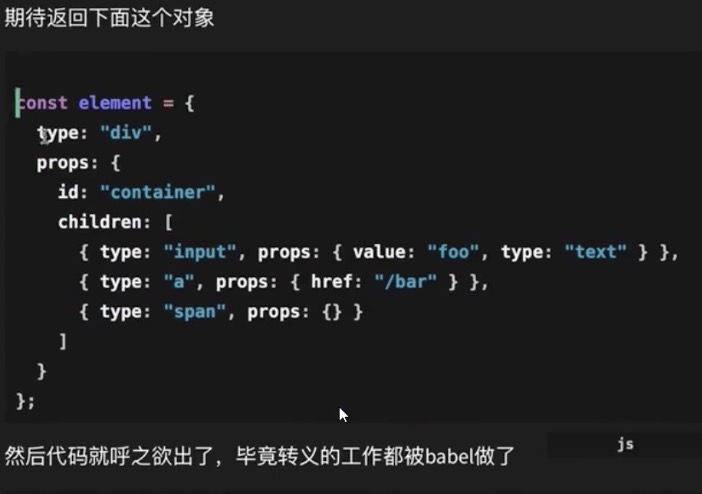 期待返回下面这个对象
const element = {
type: "div",
props: {
id: "container",
children: [
{ type: "input", props: { value: "foo", type: "text" } },
{ type: "a", props: { href: "/bar" } },
{ type: "span", props: {} }
]
}
};
js
然后代码就呼之欲出了，毕竟转义的工作都被babel做了